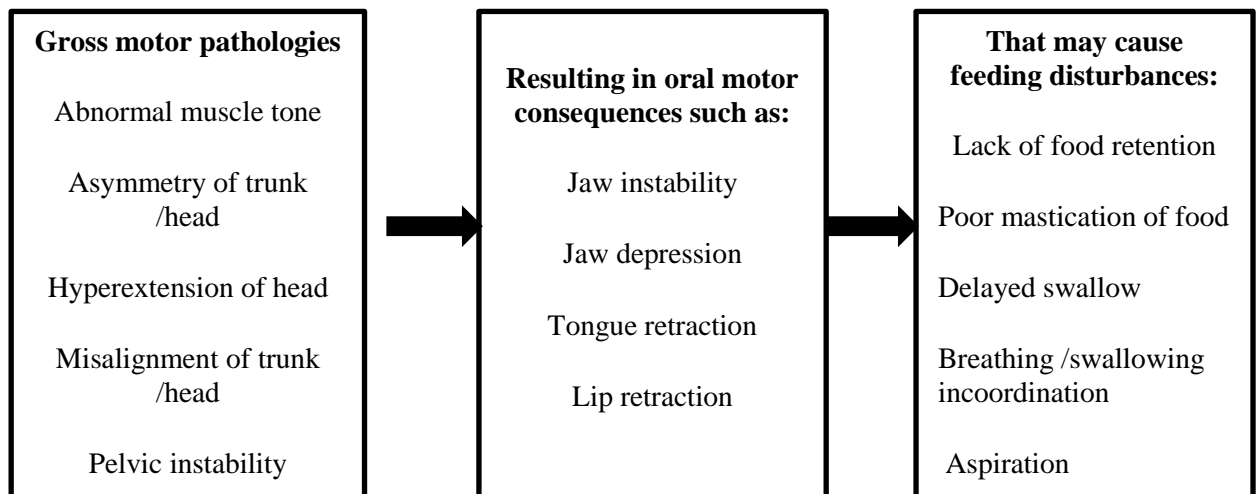 Gross motor pathologies
Abnormal muscle tone
Asymmetry of trunk
/head
Hyperextension of head
Misalignment of trunk
/head
Pelvic instability
Resulting in oral motor
consequences such as:
Jaw instability
Jaw depression
Tongue retraction
Lip retraction
That may cause
feeding disturbances:
Lack of food retention
Poor mastication of food
Delayed swallow
Breathing /swallowing
incoordination
Aspiration